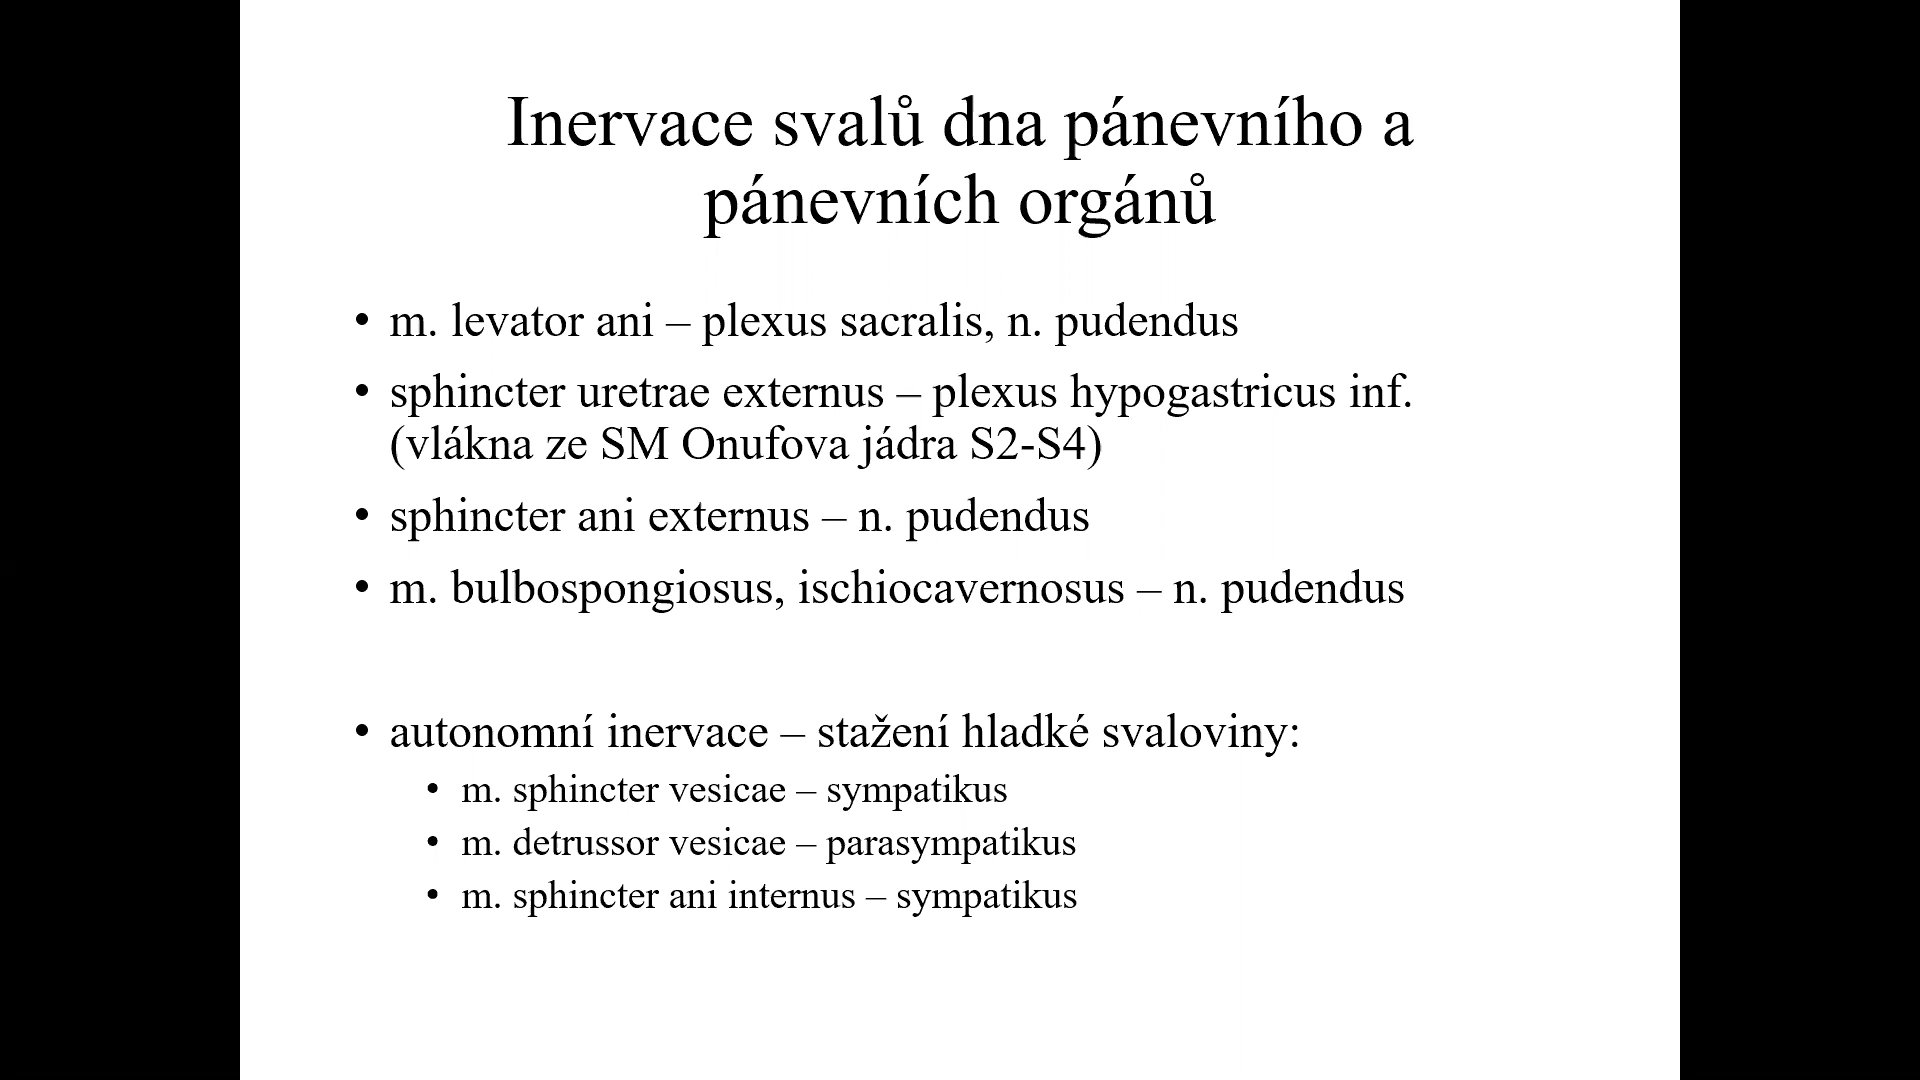 Inervace svalů dna pánevního a
pánevních orgánů
• m. levator ani – plexus sacralis, n. pudendus
• sphincter uretrae externus – plexus hypogastricus inf.
(vlákna ze SM Onufova jádra S2-S4)
• sphincter ani externus – n. pudendus
• m. bulbospongiosus, ischiocavernosus – n. pudendus
• autonomní inervace – stažení hladké svaloviny:
• m. sphincter vesicae – sympatikus
• m. detrussor vesicae – parasympatikus
• m. sphincter ani internus – sympatikus